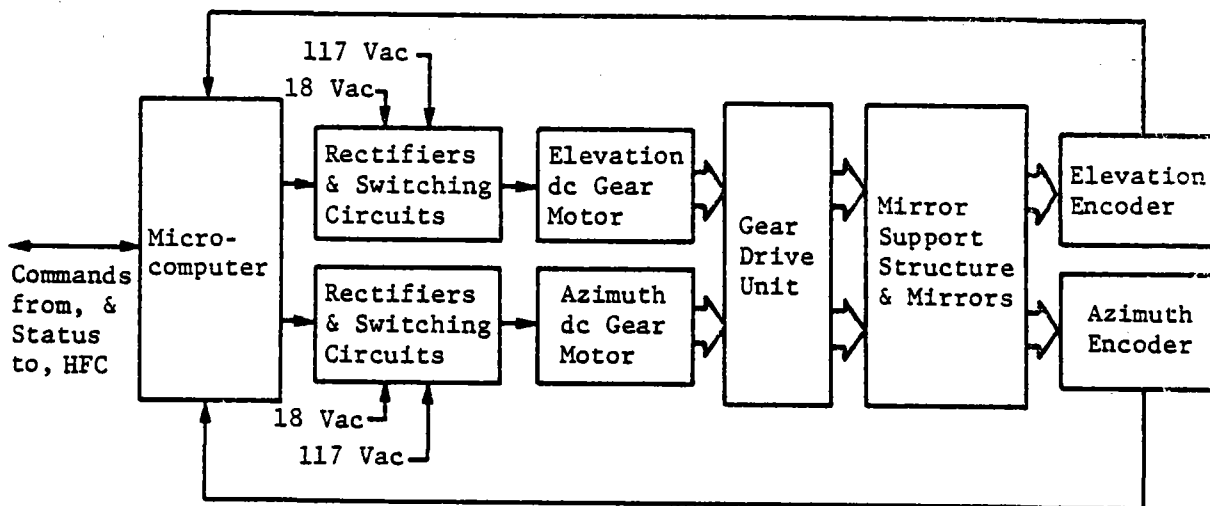 117 Vac
18 Vac
Rectifiers
& Switching
Circuits
Elevation
dc Gear
Motor
Elevation
Encoder
Micro-
computer
Gear
Drive
Unit
Mirror
Support
Structure
& Mirrors
Commands
from, &
Status
to, HFC
Rectifiers
& Switching
Circuits
Azimuth
dc Gear
Motor
Azimuth
Encoder
18 Vac
117 Vac